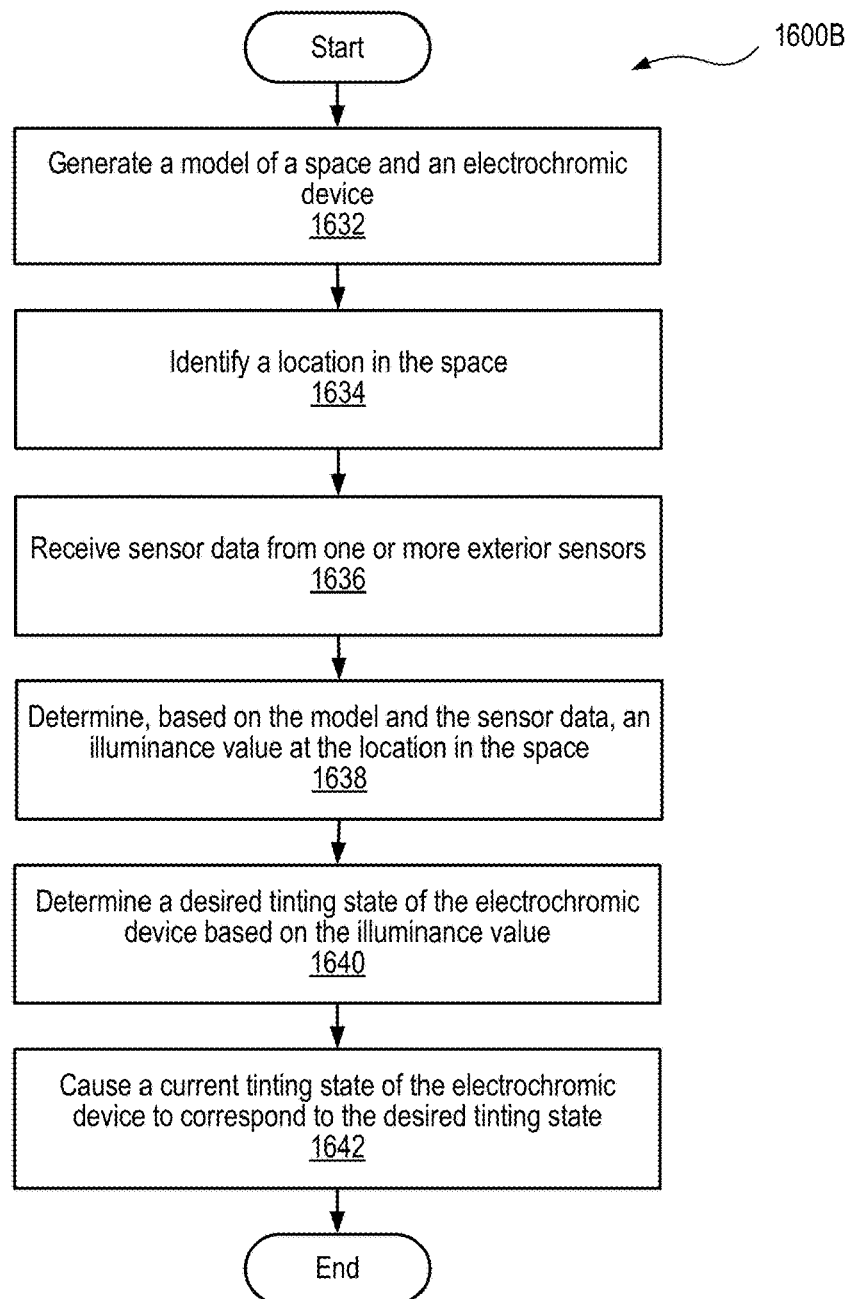 Start
1600B
Generate a model of a space and an electrochromic
device
1632
Identify a location in the space
1634
Receive sensor data from one or more exterior sensors
1636
Determine, based on the model and the sensor data, an
illuminance value at the location in the space
1638
Determine a desired tinting state of the electrochromic
device based on the illuminance value
1640
Cause a current tinting state of the electrochromic
device to correspond to the desired tinting state
1642
End